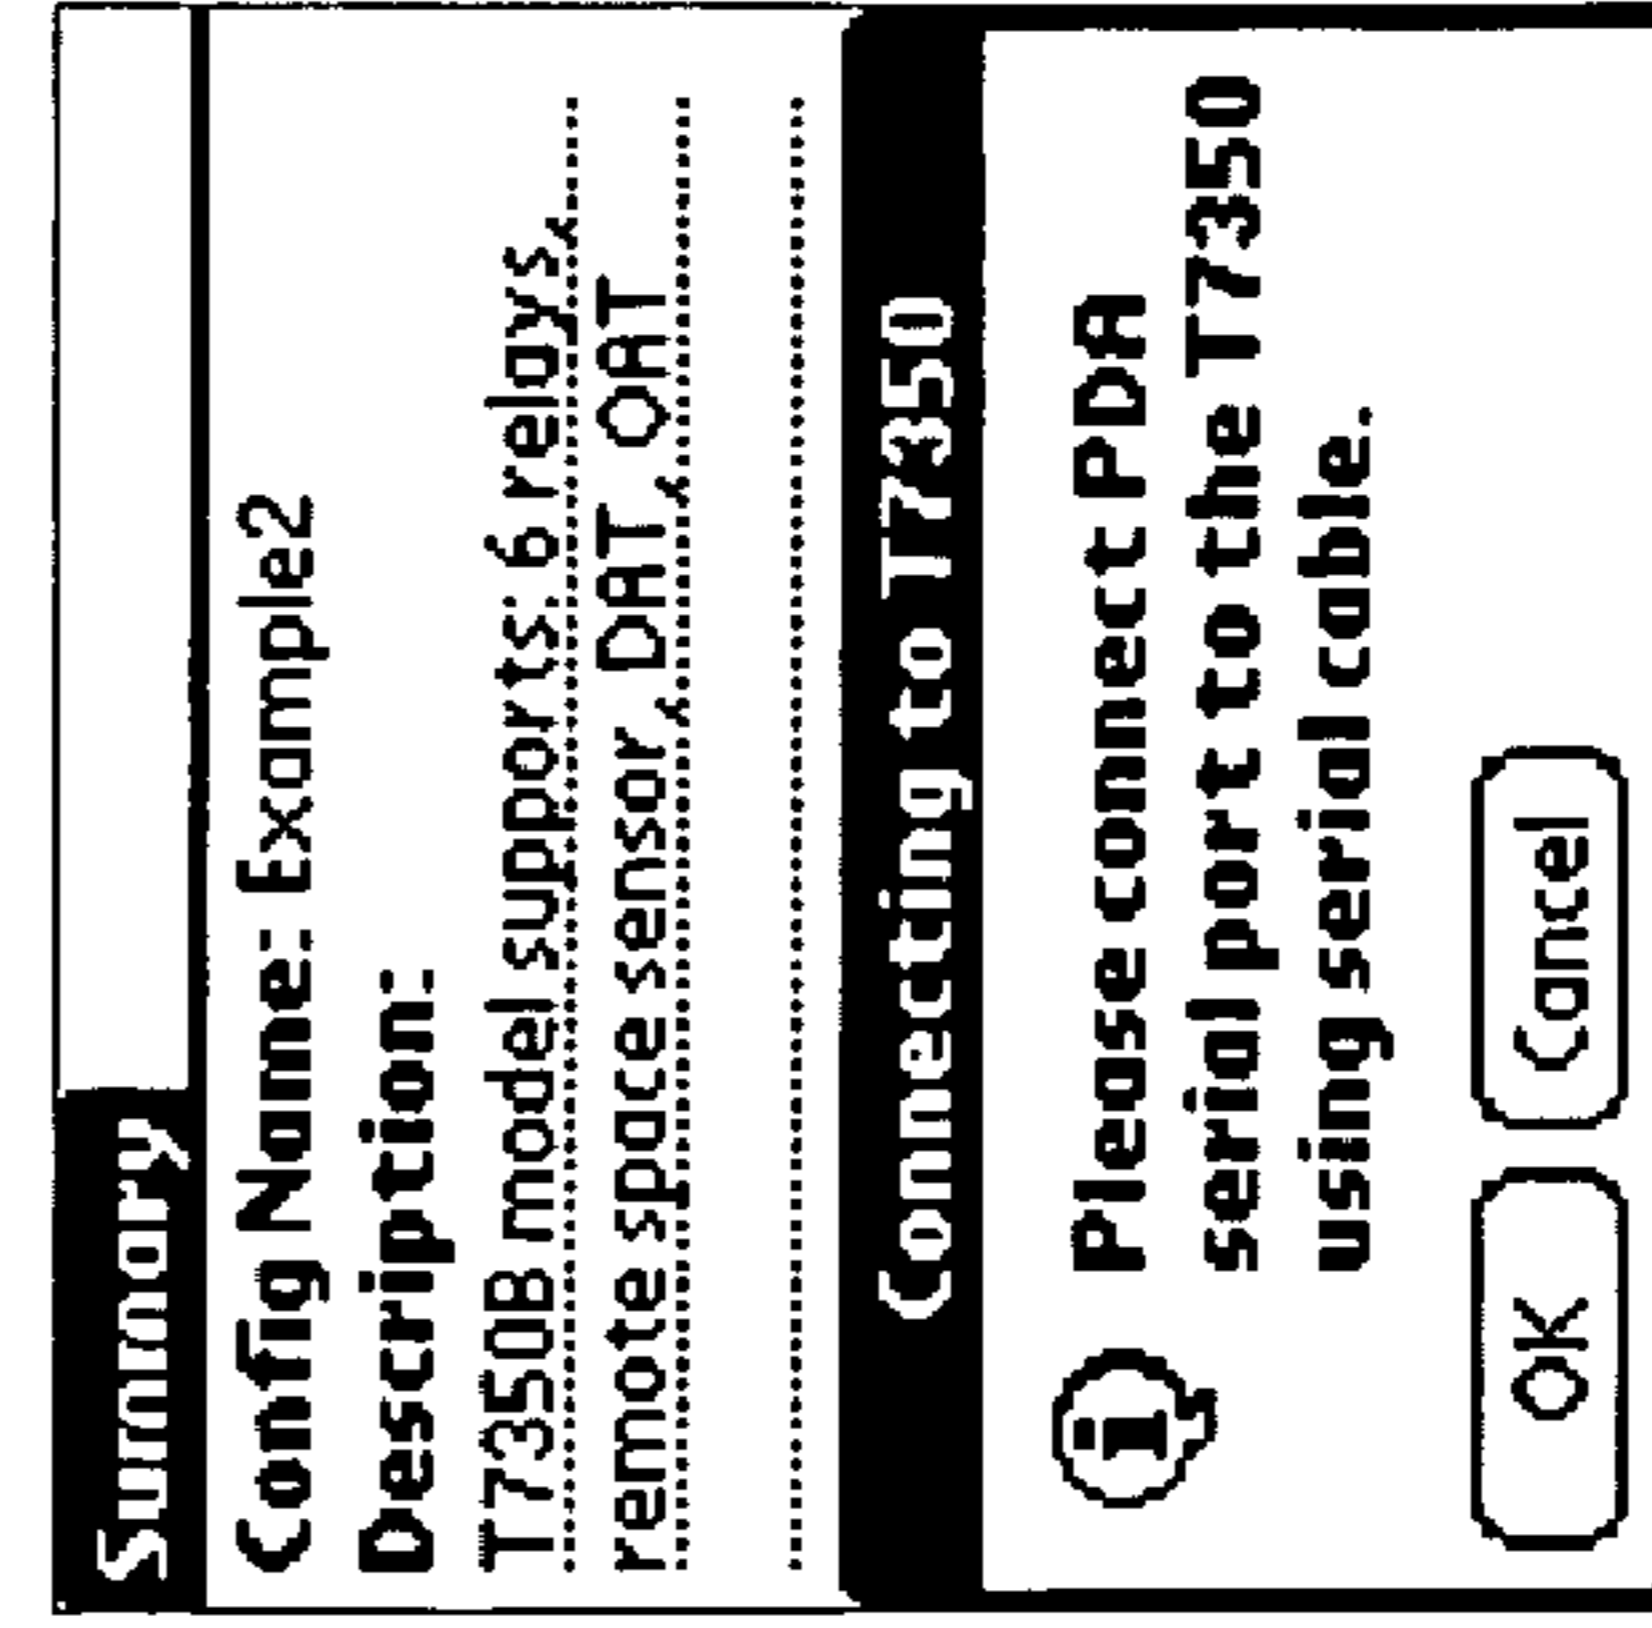 Summary
Config Name: Example2
Description:
T7350B model supports: 6 relays,
remote space sensor, DAT, OAT
Connecting to T7350
Please connect PDA
serial port to the T7350
using serial cable.
OK Cancel